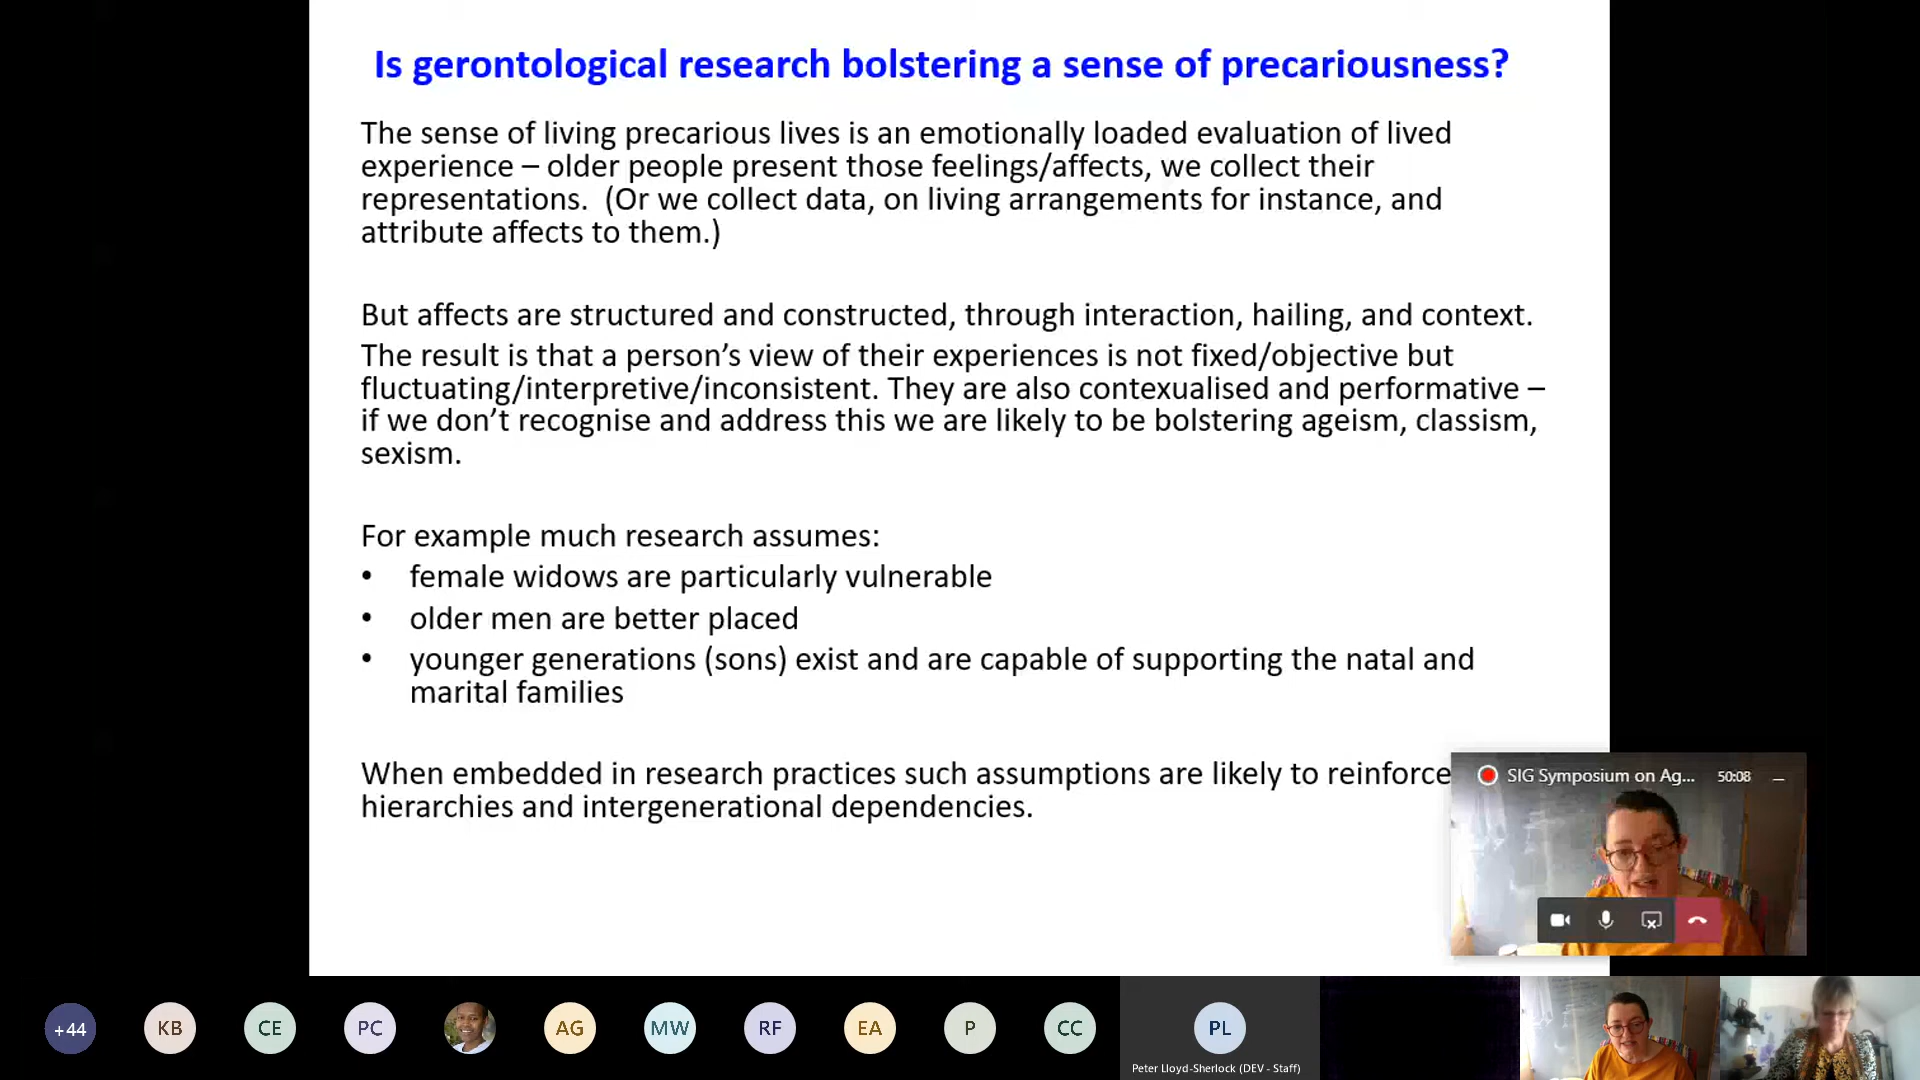 Is gerontological research bolstering a sense of precariousness?
The sense of living precarious lives is an emotionally loaded evaluation of lived
experience – older people present those feelings/affects, we collect their
representations.  (Or we collect data, on living arrangements for instance, and
attribute affects to them.)
But affects are structured and constructed, through interaction, hailing, and context.
The result is that a person’s view of their experiences is not fixed/objective but
fluctuating/interpretive/inconsistent. They are also contexualised and performative –
if we don’t recognise and address this we are likely to be bolstering ageism, classism,
sexism.
For example much research assumes:
• female widows are particularly vulnerable
• older men are better placed
• younger generations (sons) exist and are capable of supporting the natal and
marital families
When embedded in research practices such assumptions are likely to reinforce
hierarchies and intergenerational dependencies.
SIG Symposium on Ag... 50:08
+44 KB CE PC AG MW RF EA P CC PL
Peter Lloyd-Sherlock (DEV - Staff)